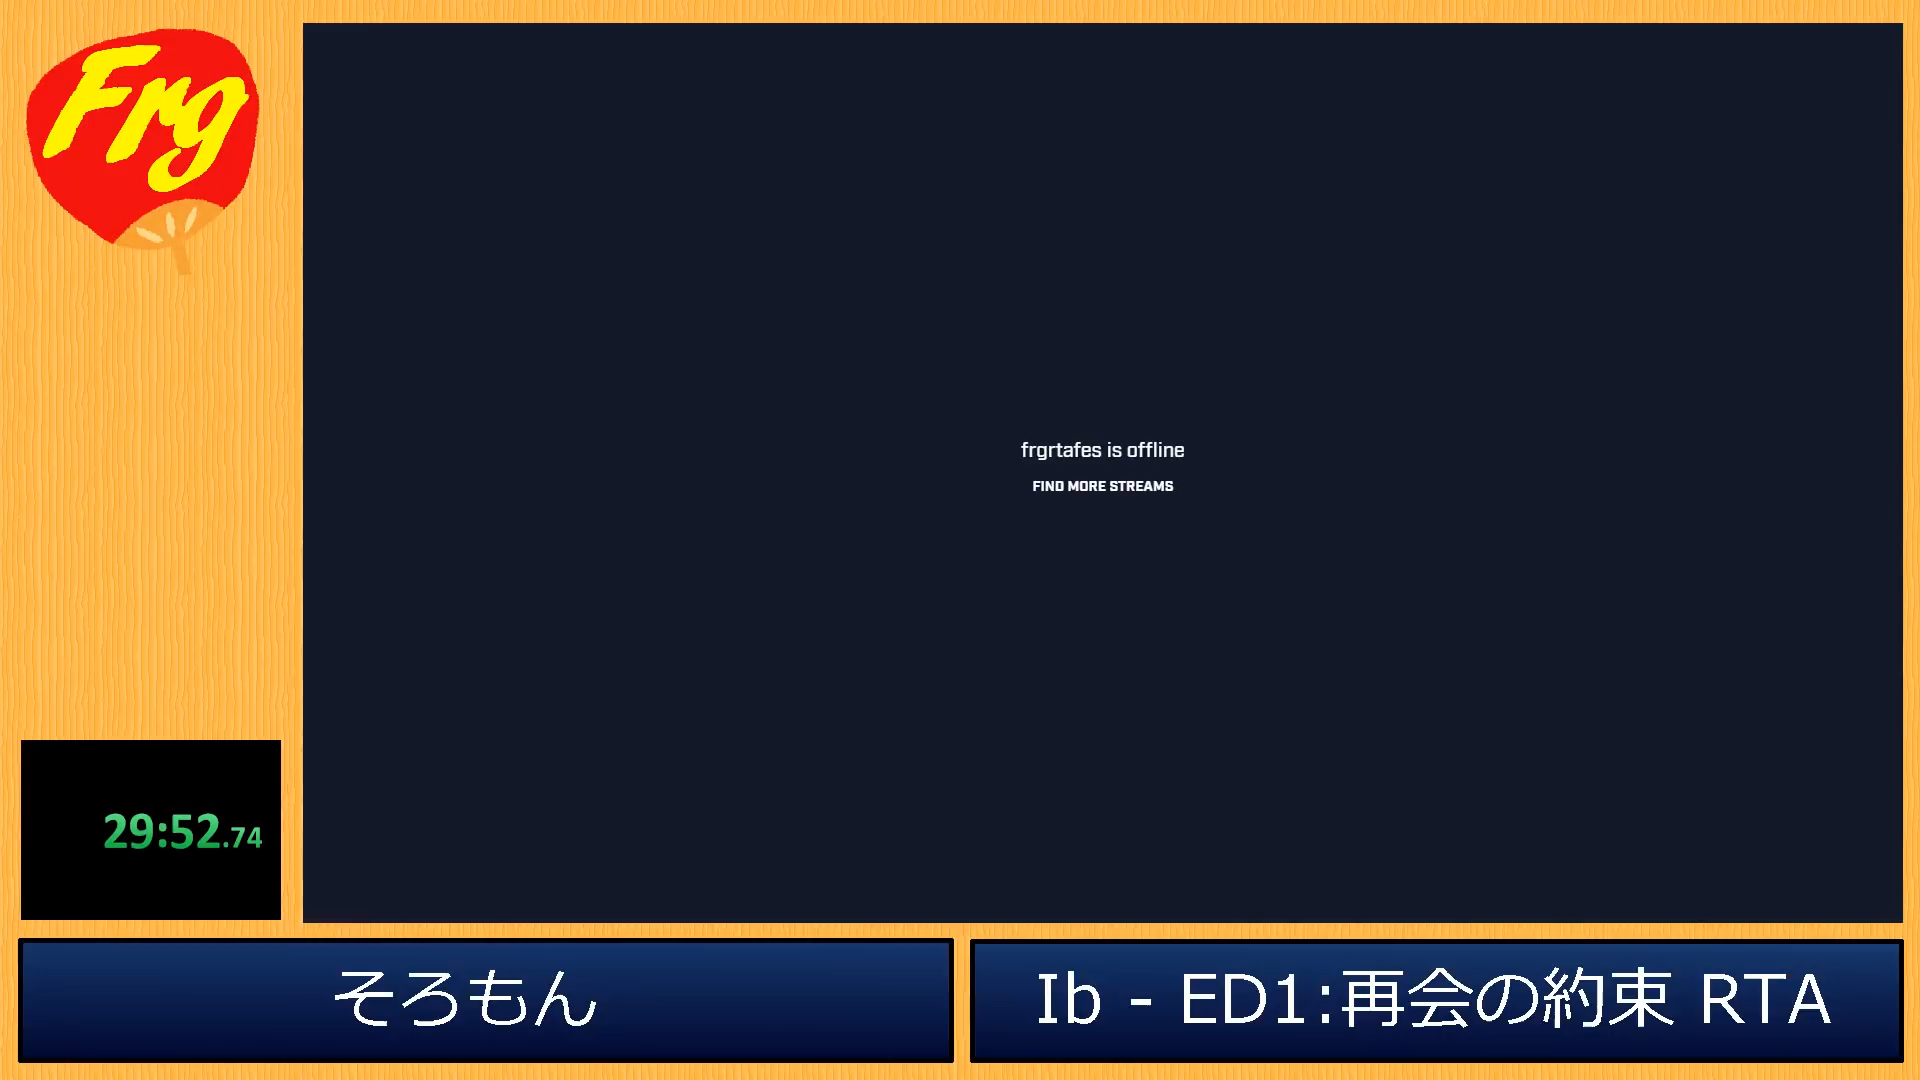 Frg
frgrtafes is offline
FIND MORE STREAMS
29:52.74
そろもん
Ib - ED1:再会の約束 RTA